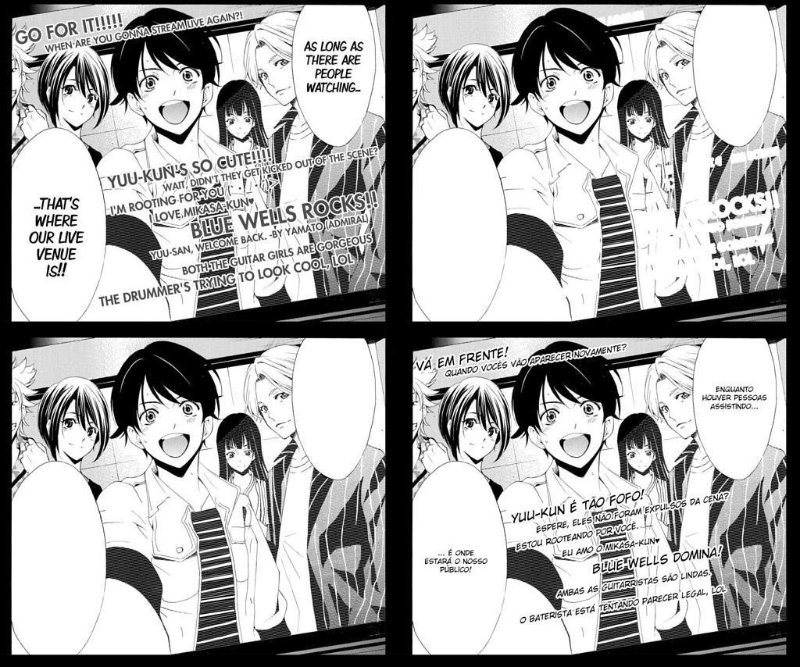 GO FOR IT!!!!!
WHEN ARE YOU GONNA STREAM LIVE AGAIN?!
AS LONG AS
THERE ARE
PEOPLE
WATCHING...
YUU-KUN'S SO CUTE!!!!
WAIT, DIDN'T THEY GET KICKED OUT OF THE SCENE?
I'M ROOTING FOR YOU
I LOVE MIKASA-KUN♥
BLUE WELLS ROCKS!!
YUU-SAN, WELCOME BACK. -BY YAMATO (ADMIRAL)
BOTH THE GUITAR GIRLS ARE GORGEOUS
THE DRUMMER'S TRYING TO LOOK COOL, LOL
...THAT'S
WHERE
OUR LIVE
VENUE
IS!!
ROCKS!!
OL, LOL
VÁ EM FRENTE!
QUANDO VOCÊS VÃO APARECER NOVAMENTE?
ENQUANTO
HOUVER PESSOAS
ASSISTINDO...
YUU-KUN É TÃO FOFO!
ESPERE, ELES NÃO FORAM EXPULSOS DA CENA?
ESTOU ROOTEANDO POR VOCÊ.
EU AMO O MIKASA-KUN♥
BLUE WELLS DOMINA!
AMBAS AS GUITARRISTAS SÃO LINDAS.
O BATERISTA ESTÁ TENTANDO PARECER LEGAL, LOL
... É ONDE
ESTARÁ O NOSSO
PÚBLICO!